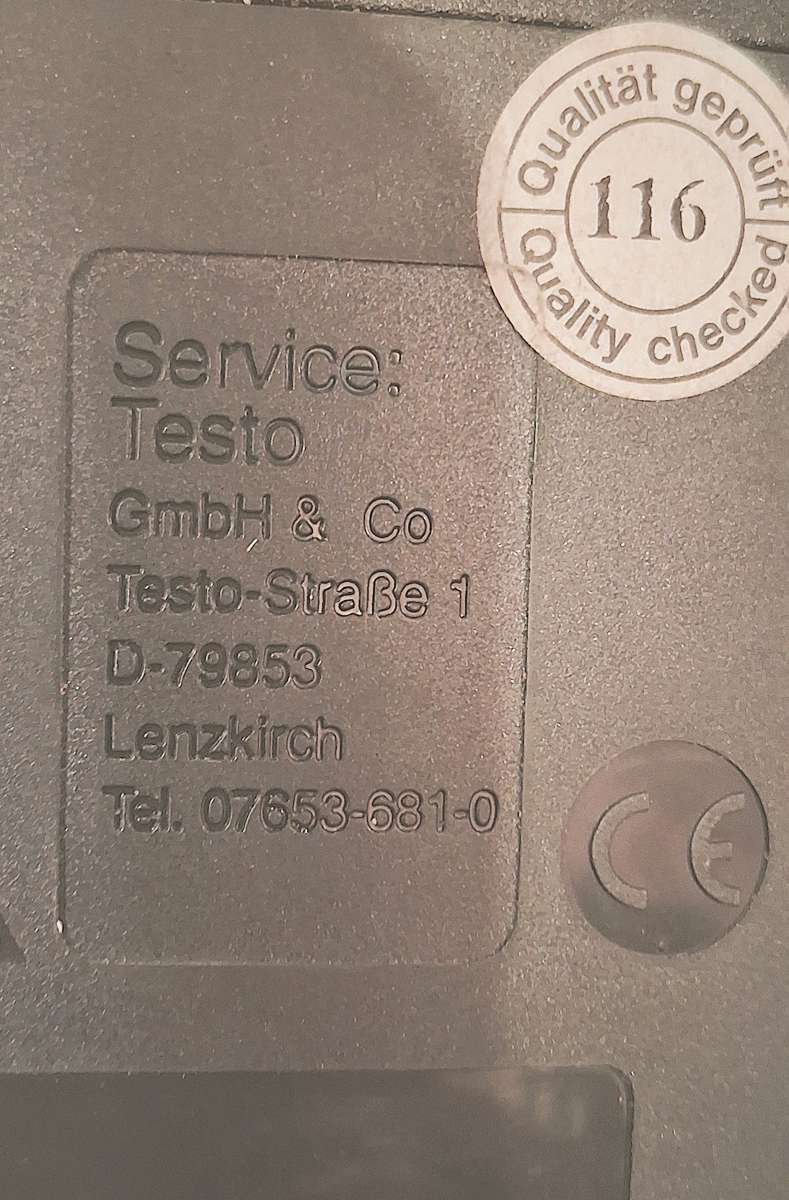 Qualität geprüft
116
Quality checked
Service:
Testo
GmbH & Co
Testo-Straße 1
D-79853
Lenzkirch
Tel. 07653-681-0
CE